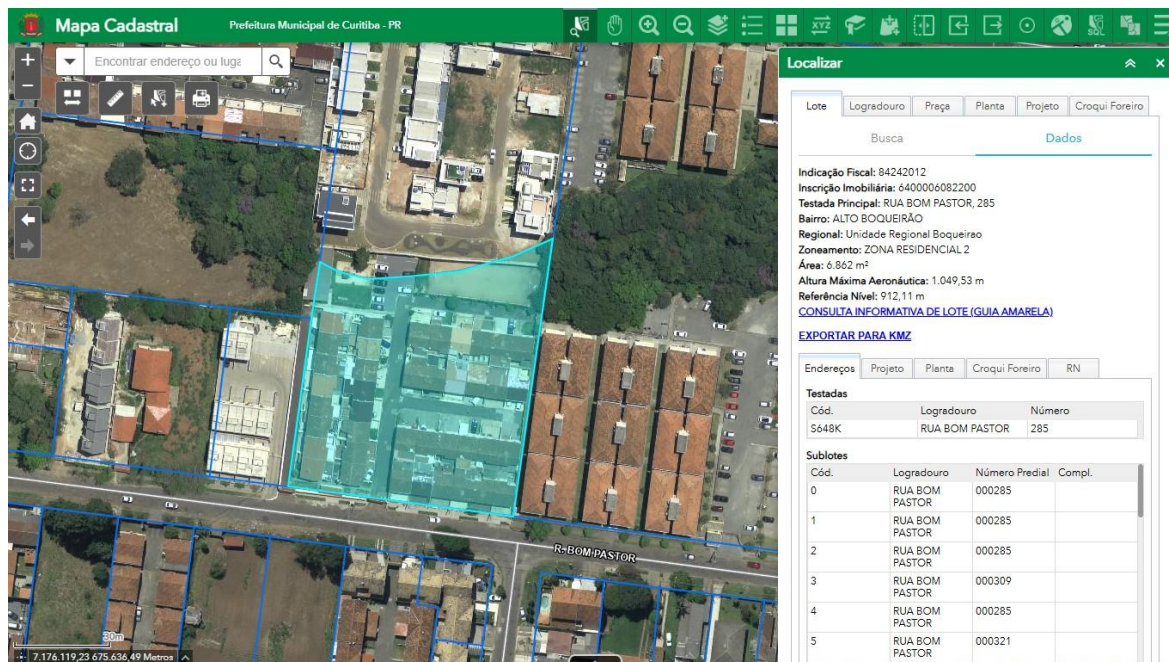 Mapa Cadastral
Prefeitura Municipal de Curitiba - PR
XYZ
SQL
Encontrar endereço ou luga
Localizar
Lote Logradouro Praça Planta Projeto Croqui Foreiro
Busca Dados
Indicação Fiscal: 84242012
Inscrição Imobiliária: 6400006082200
Testada Principal: RUA BOM PASTOR, 285
Bairro: ALTO BOQUEIRÃO
Regional: Unidade Regional Boqueirao
Zoneamento: ZONA RESIDENCIAL 2
Área: 6.862 m²
Altura Máxima Aeronáutica: 1.049,53 m
Referência Nível: 912,11 m
CONSULTA INFORMATIVA DE LOTE (GUIA AMARELA)
EXPORTAR PARA KMZ
Endereços Projeto Planta Croqui Foreiro RN
Testadas
Cód. Logradouro Número
S648K RUA BOM PASTOR 285
Sublotes
Cód. Logradouro Número Predial Compl.
0 RUA BOM 000285
PASTOR
1 RUA BOM 000285
PASTOR
2 RUA BOM 000285
PASTOR
3 RUA BOM 000309
PASTOR
4 RUA BOM 000285
PASTOR
5 RUA BOM 000321
PASTOR
R. BOM PASTOR
30m
7.176.119,23 675.636,49 Metros